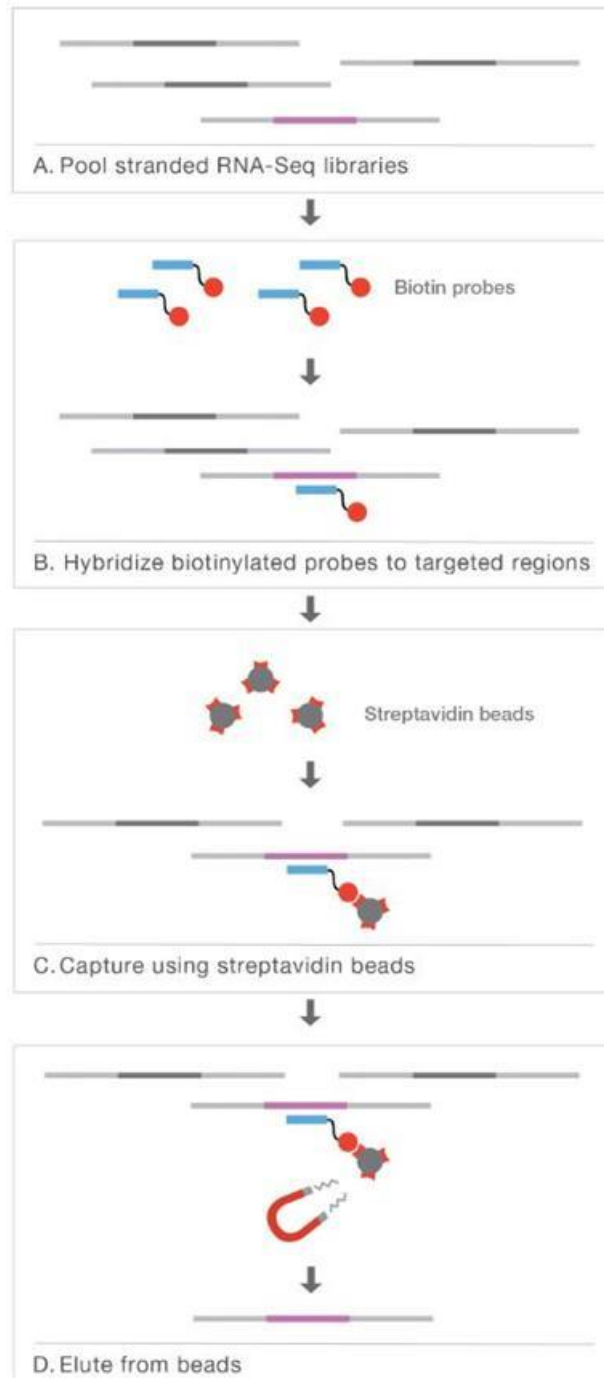 A. Pool stranded RNA-Seq libraries
Biotin probes
B. Hybridize biotinylated probes to targeted regions
Streptavidin beads
C. Capture using streptavidin beads
D. Elute from beads